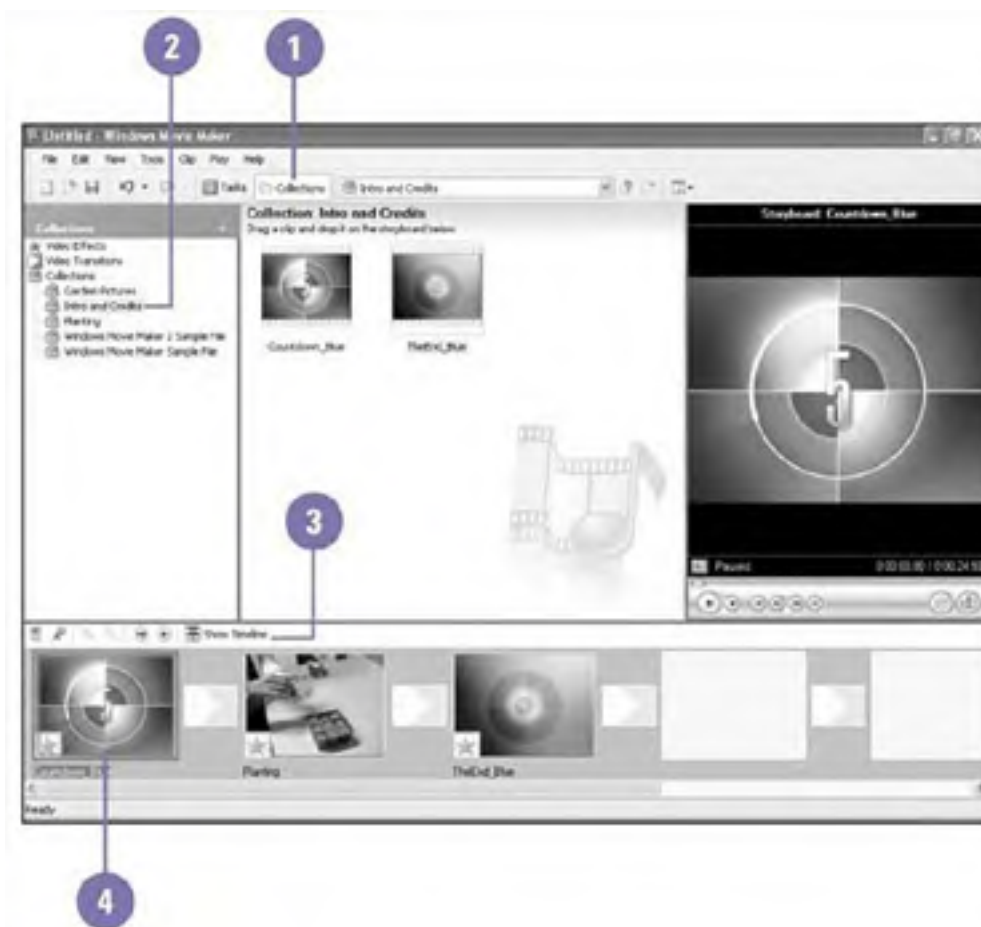 2
1
Untitled - Windows Movie Maker
File Edit View Tools Clip Play Help
Tasks Collections Intro and Credits
Collections
Video Effects
Video Transitions
Collections
Garden Pictures
Intro and Credits
Planting
Windows Movie Maker 2 Sample File
Windows Movie Maker Sample File
Collection: Intro and Credits
Drag a clip and drop it on the storyboard below.
Countdown_Blue
TheEnd_Blue
Storyboard: Countdown_Blue
5
Paused
3
Show Timeline
Planting
TheEnd_Blue
Ready
4